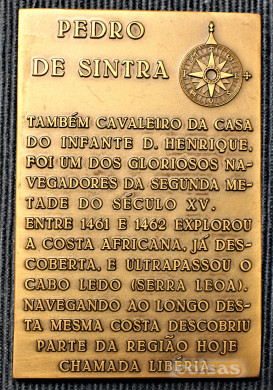 PEDRO
DE SINTRA
TAMBÉM CAVALEIRO DA CASA
DO INFANTE D. HENRIQUE,
FOI UM DOS GLORIOSOS NA-
VEGADORES DA SEGUNDA ME-
TADE DO SÉCULO XV.
ENTRE 1461 E 1462 EXPLOROU
A COSTA AFRICANA, JÁ DES-
COBERTA, E ULTRAPASSOU O
CABO LEDO (SERRA LEOA).
NAVEGANDO AO LONGO DES-
TA MESMA COSTA DESCOBRIU
PARTE DA REGIÃO HOJE
CHAMADA LIBÉRIA